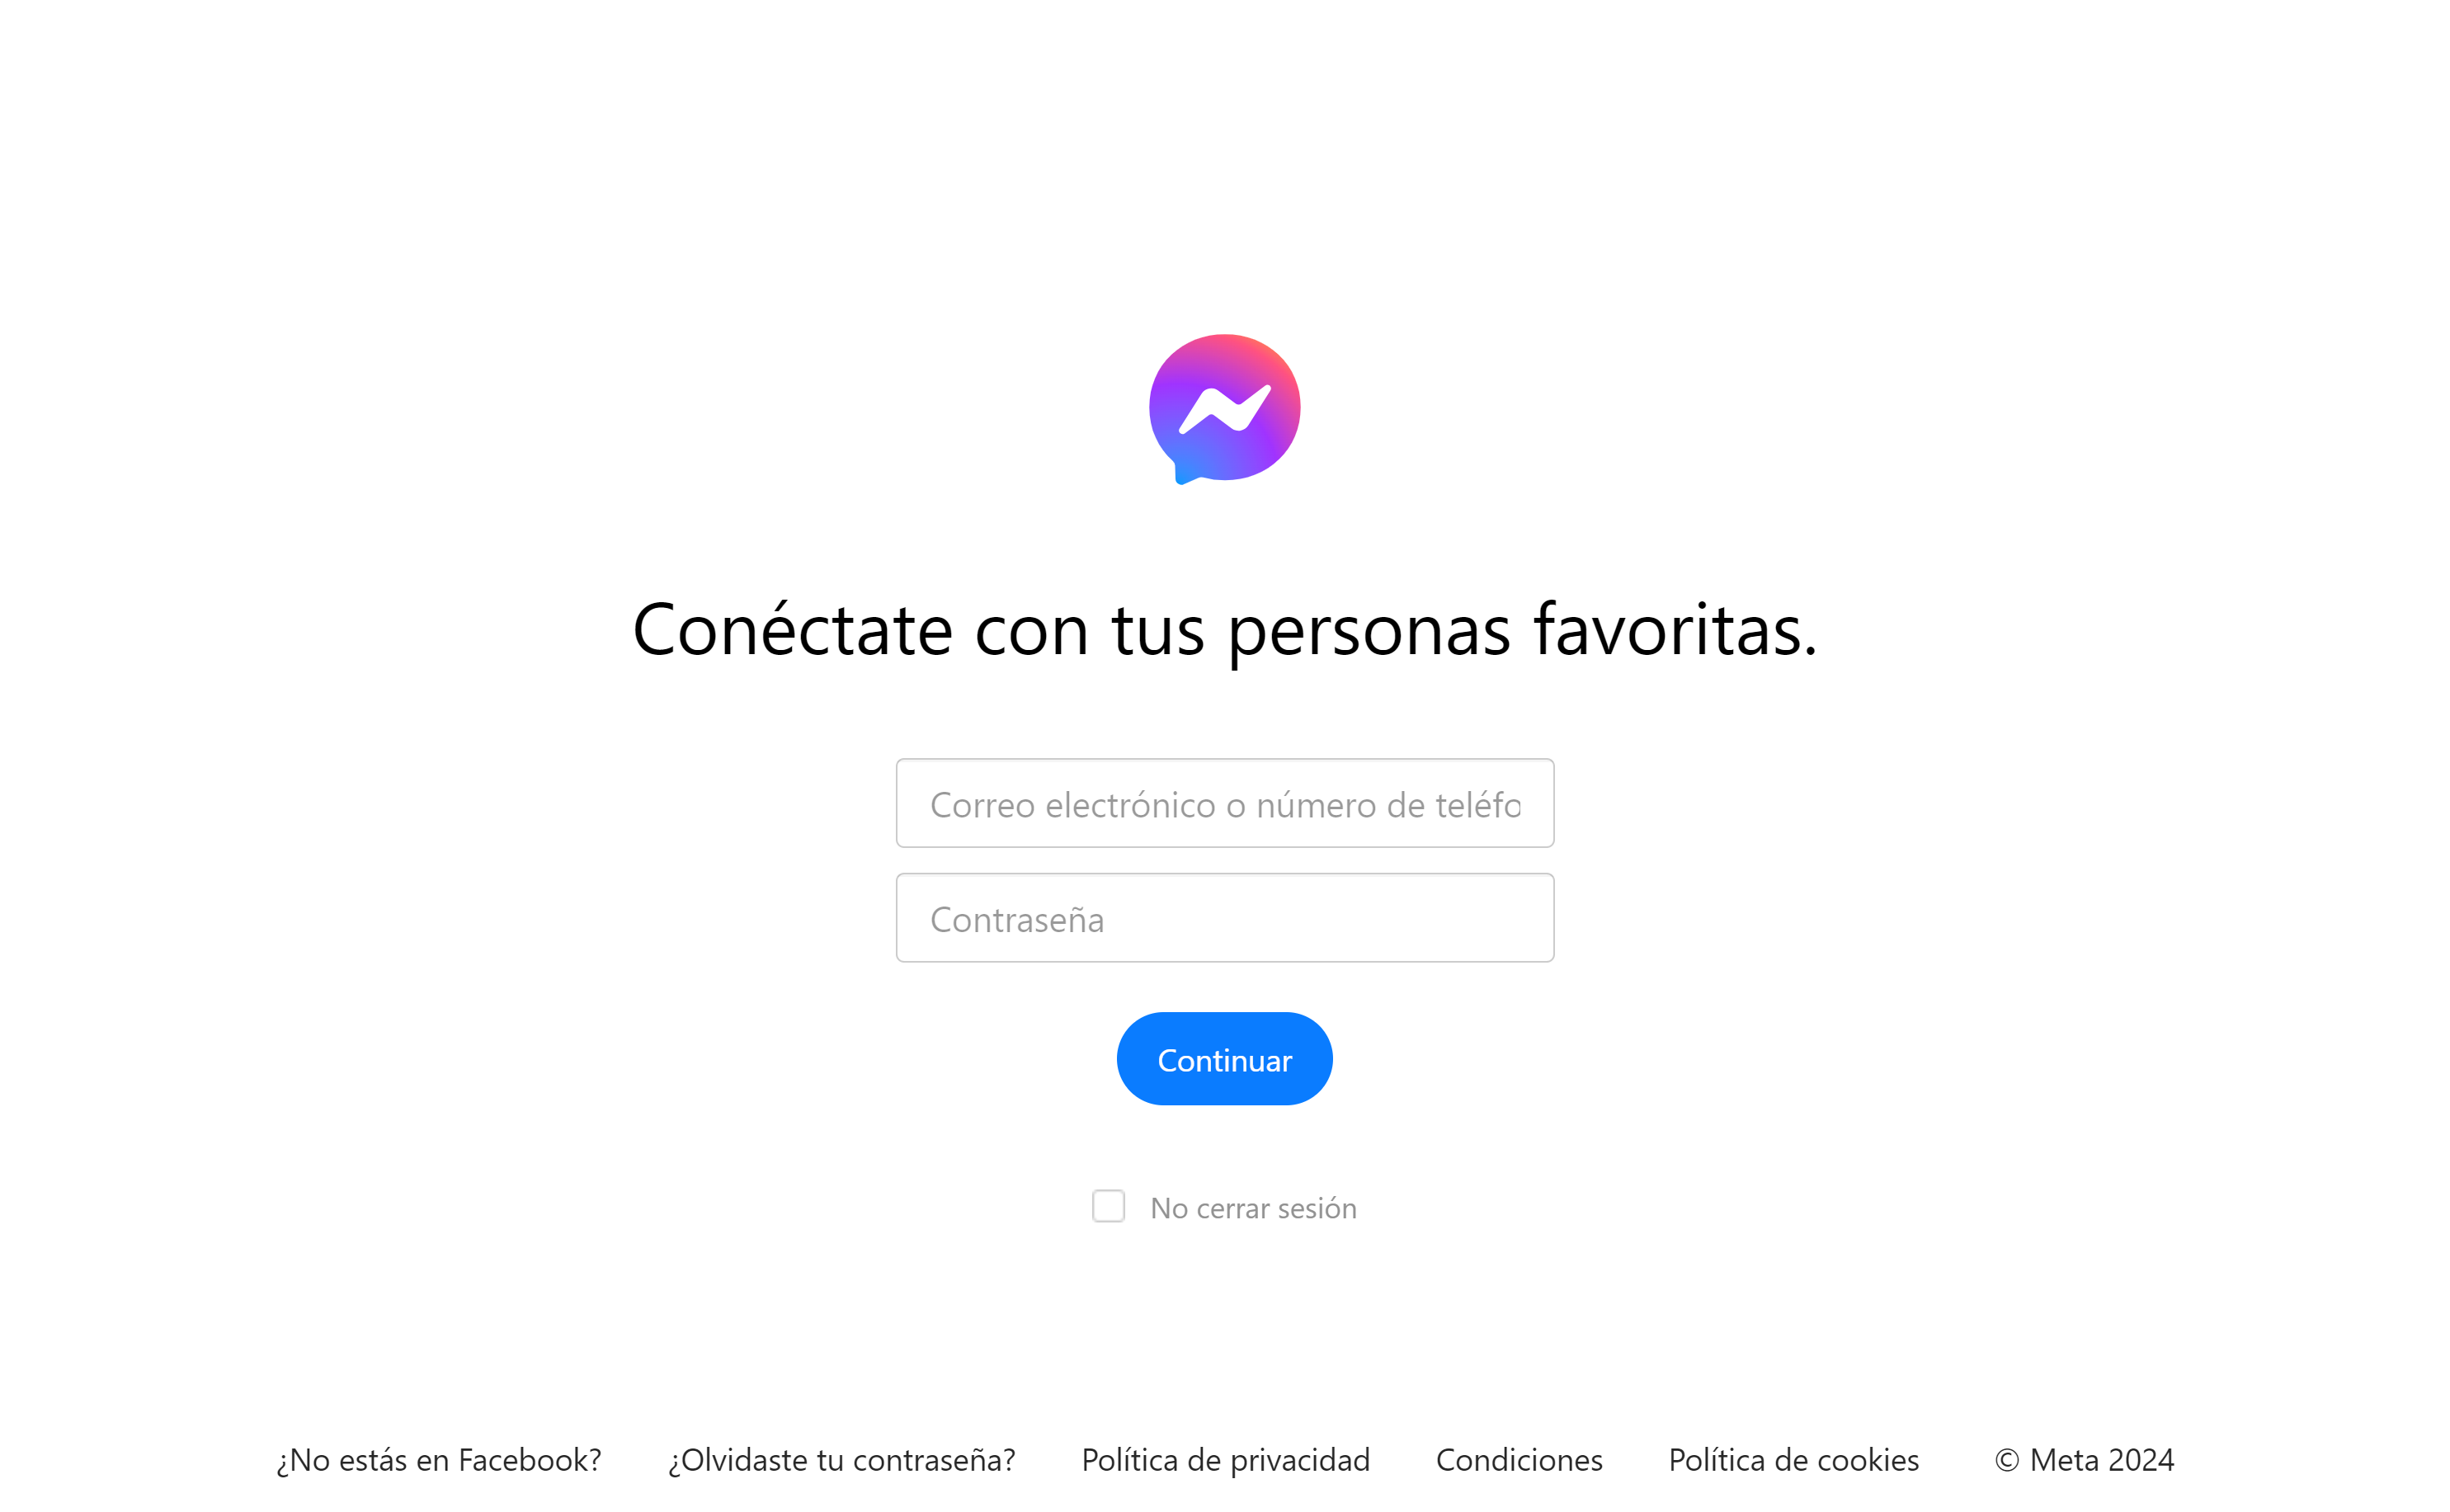 Conéctate con tus personas favoritas.
Correo electrónico o número de teléfo
Contraseña
Continuar
No cerrar sesión
¿No estás en Facebook? ¿Olvidaste tu contraseña? Política de privacidad Condiciones Política de cookies © Meta 2024